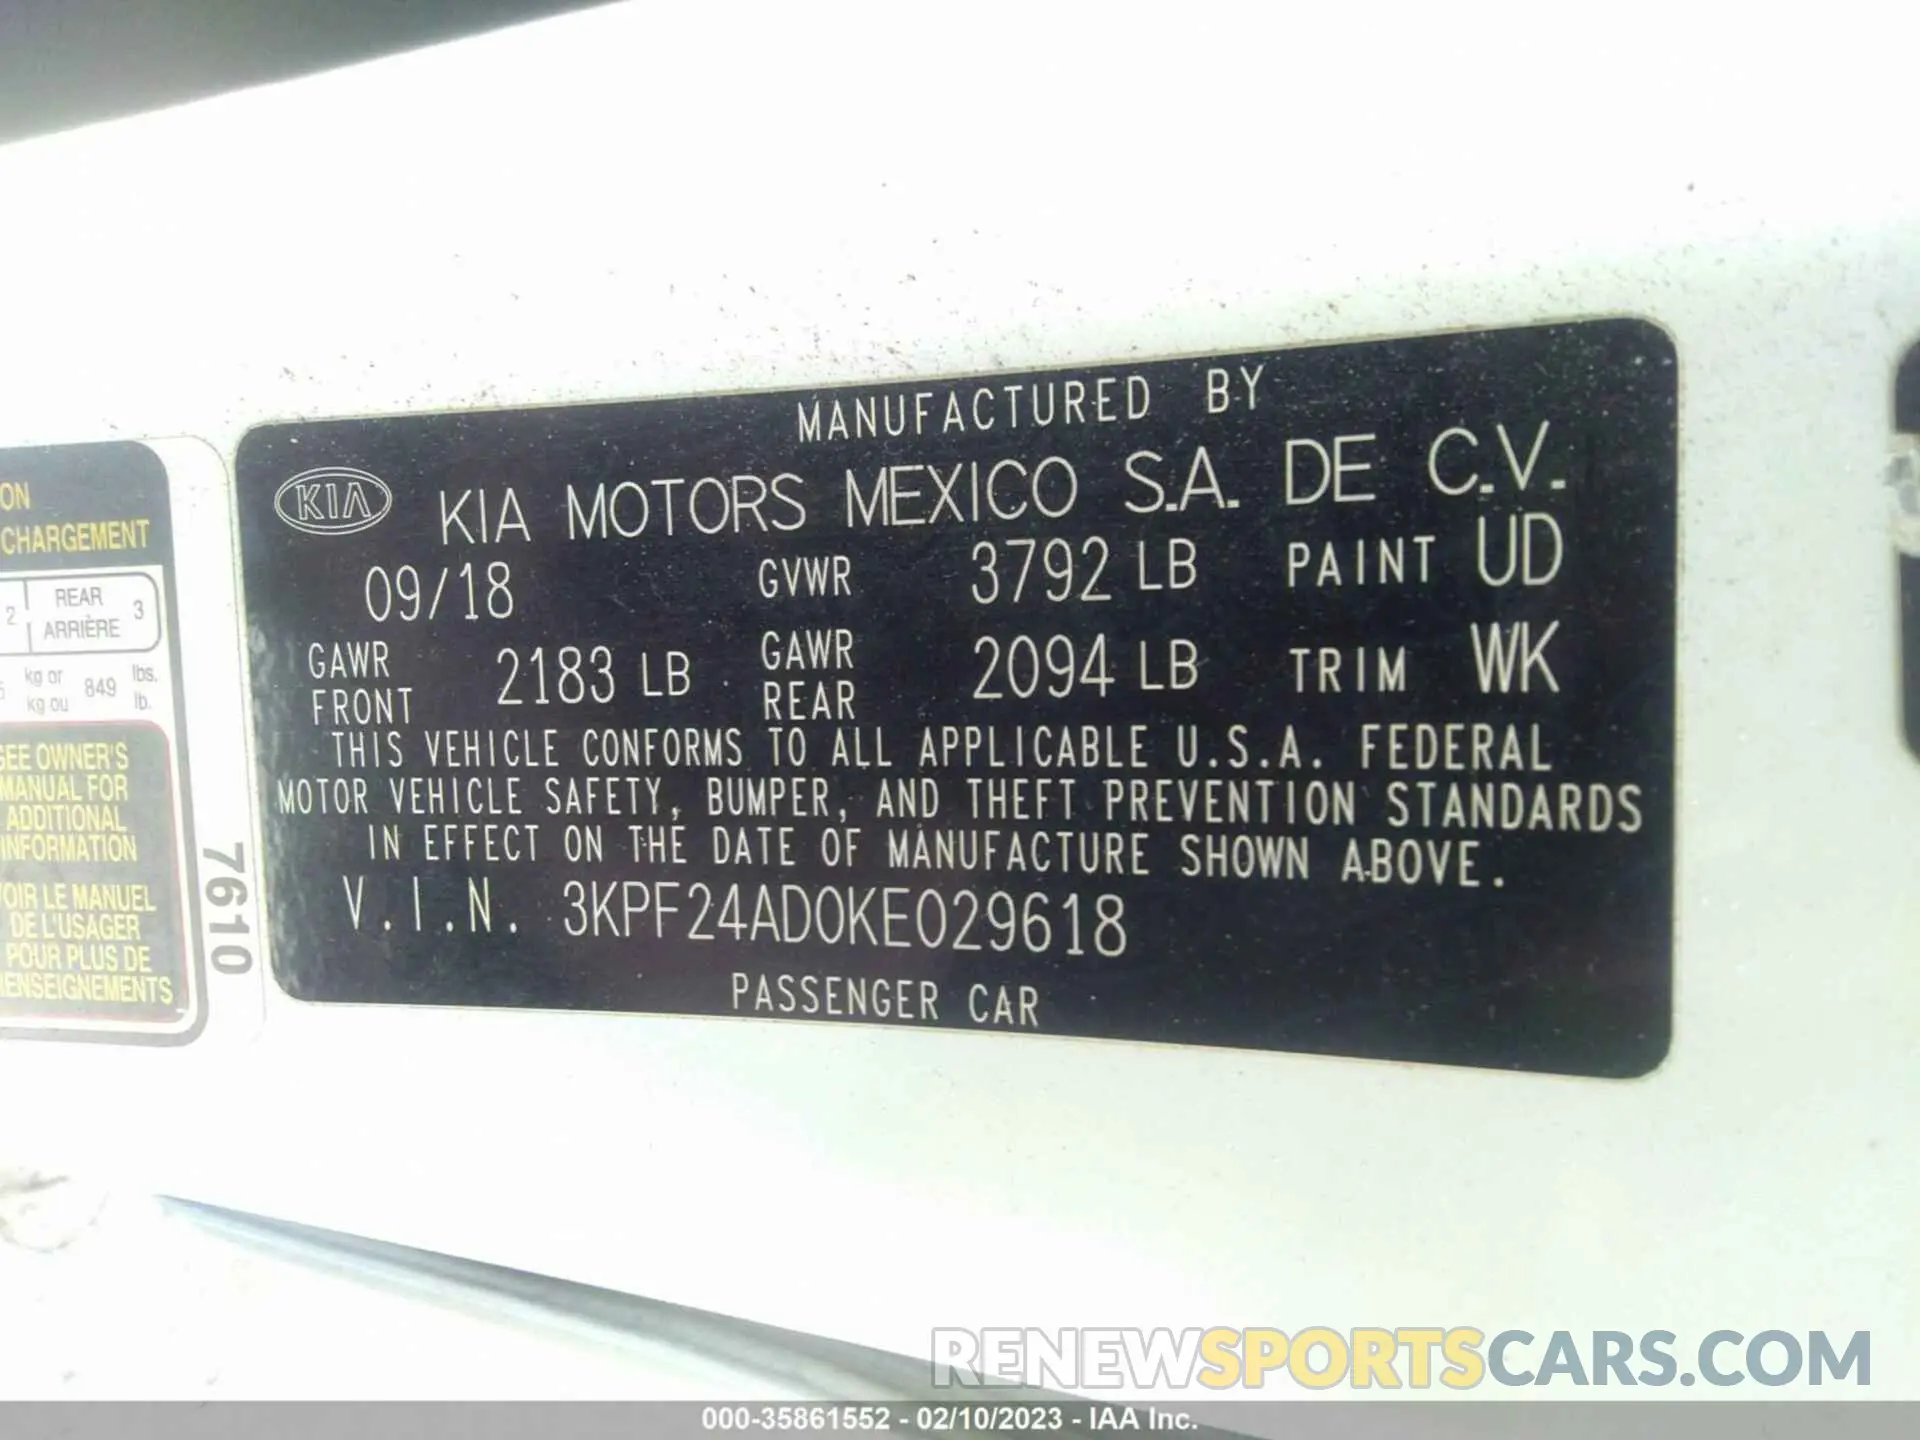 MANUFACTURED BY
KIA KIA MOTORS MEXICO S.A. DE C.V.
09/18 GVWR 3792 LB PAINT UD
GAWR FRONT 2183 LB GAWR REAR 2094 LB TRIM WK
THIS VEHICLE CONFORMS TO ALL APPLICABLE U.S.A. FEDERAL
MOTOR VEHICLE SAFETY, BUMPER, AND THEFT PREVENTION STANDARDS
IN EFFECT ON THE DATE OF MANUFACTURE SHOWN ABOVE.
V.I.N. 3KPF24AD0KE029618
PASSENGER CAR
ON
CHARGEMENT
2 REAR 3
ARRIÈRE
kg or 849 lbs.
kg ou lb.
SEE OWNER'S
MANUAL FOR
ADDITIONAL
INFORMATION
VOIR LE MANUEL
DE L'USAGER
POUR PLUS DE
RENSEIGNEMENTS
7610
RENEWSPORTSCARS.COM
000-35861552 - 02/10/2023 - IAA Inc.